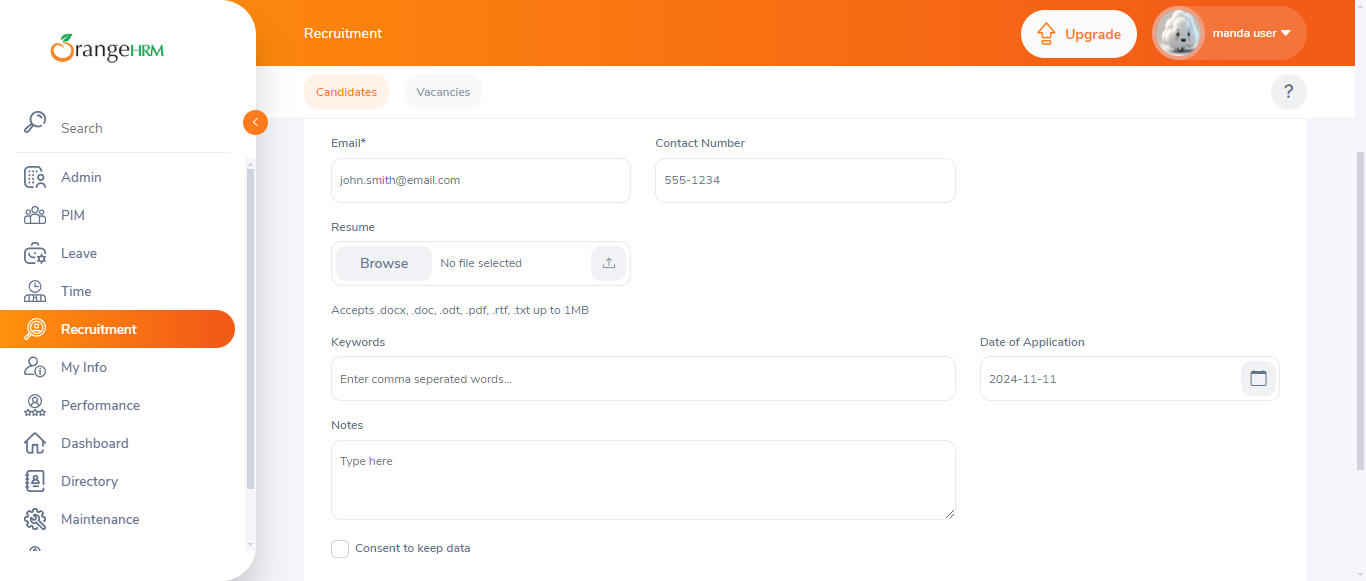 OrangeHRM
Search
Admin
PIM
Leave
Time
Recruitment
My Info
Performance
Dashboard
Directory
Maintenance
Recruitment
Upgrade
manda user
Candidates
Vacancies
?
Email*
Contact Number
john.smith@email.com
555-1234
Resume
Browse
No file selected
Accepts .docx, .doc, .odt, .pdf, .rtf, .txt up to 1MB
Keywords
Date of Application
Enter comma seperated words...
2024-11-11
Notes
Type here
Consent to keep data